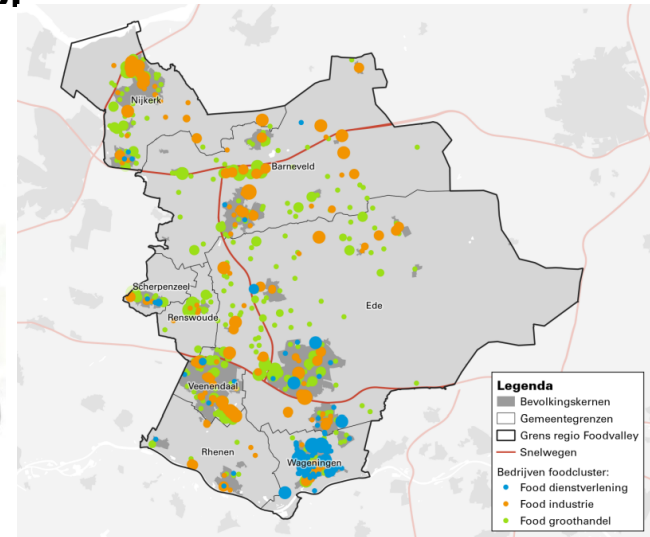 Nijkerk
Barneveld
Scherpenzeel
Renswoude
Ede
Veenendaal
Rhenen
Wageningen
Legenda
Bevolkingskernen
Gemeentegrenzen
Grens regio Foodvalley
Snelwegen
Bedrijven foodcluster:
Food dienstverlening
Food industrie
Food groothandel